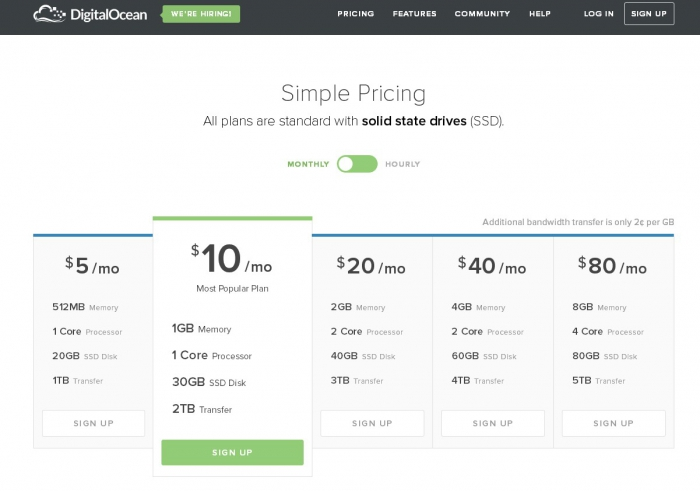 DigitalOcean WE'RE HIRING! PRICING FEATURES COMMUNITY HELP LOG IN SIGN UP
Simple Pricing
All plans are standard with solid state drives (SSD).
MONTHLY HOURLY
Additional bandwidth transfer is only 2¢ per GB
$5/mo
512MB Memory
1 Core Processor
20GB SSD Disk
1TB Transfer
SIGN UP
$10/mo
Most Popular Plan
1GB Memory
1 Core Processor
30GB SSD Disk
2TB Transfer
SIGN UP
$20/mo
2GB Memory
2 Core Processor
40GB SSD Disk
3TB Transfer
SIGN UP
$40/mo
4GB Memory
2 Core Processor
60GB SSD Disk
4TB Transfer
SIGN UP
$80/mo
8GB Memory
4 Core Processor
80GB SSD Disk
5TB Transfer
SIGN UP